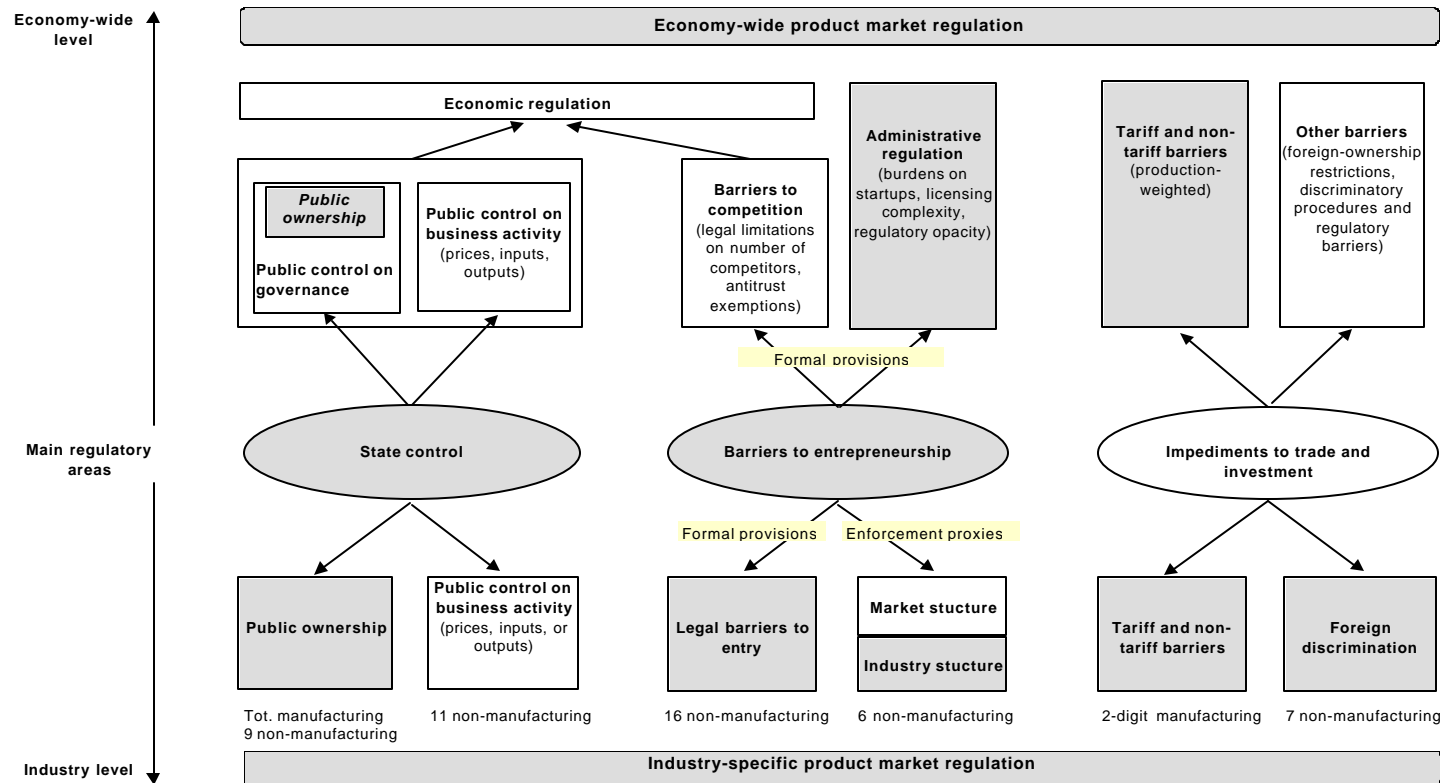 Economy-wide
level
Economy-wide product market regulation
Economic regulation
Public
ownership
Public control on
governance
Public control on
business activity
(prices, inputs,
outputs)
Barriers to
competition
(legal limitations
on number of
competitors,
antitrust
exemptions)
Administrative
regulation
(burdens on
startups, licensing
complexity,
regulatory opacity)
Tariff and non-
tariff barriers
(production-
weighted)
Other barriers
(foreign-ownership
restrictions,
discriminatory
procedures and
regulatory
barriers)
Formal provisions
Main regulatory
areas
State control
Barriers to entrepreneurship
Impediments to trade and
investment
Formal provisions
Enforcement proxies
Public ownership
Public control on
business activity
(prices, inputs, or
outputs)
Legal barriers to
entry
Market stucture
Industry stucture
Tariff and non-
tariff barriers
Foreign
discrimination
Tot. manufacturing
9 non-manufacturing
11 non-manufacturing
16 non-manufacturing
6 non-manufacturing
2-digit manufacturing
7 non-manufacturing
Industry level
Industry-specific product market regulation